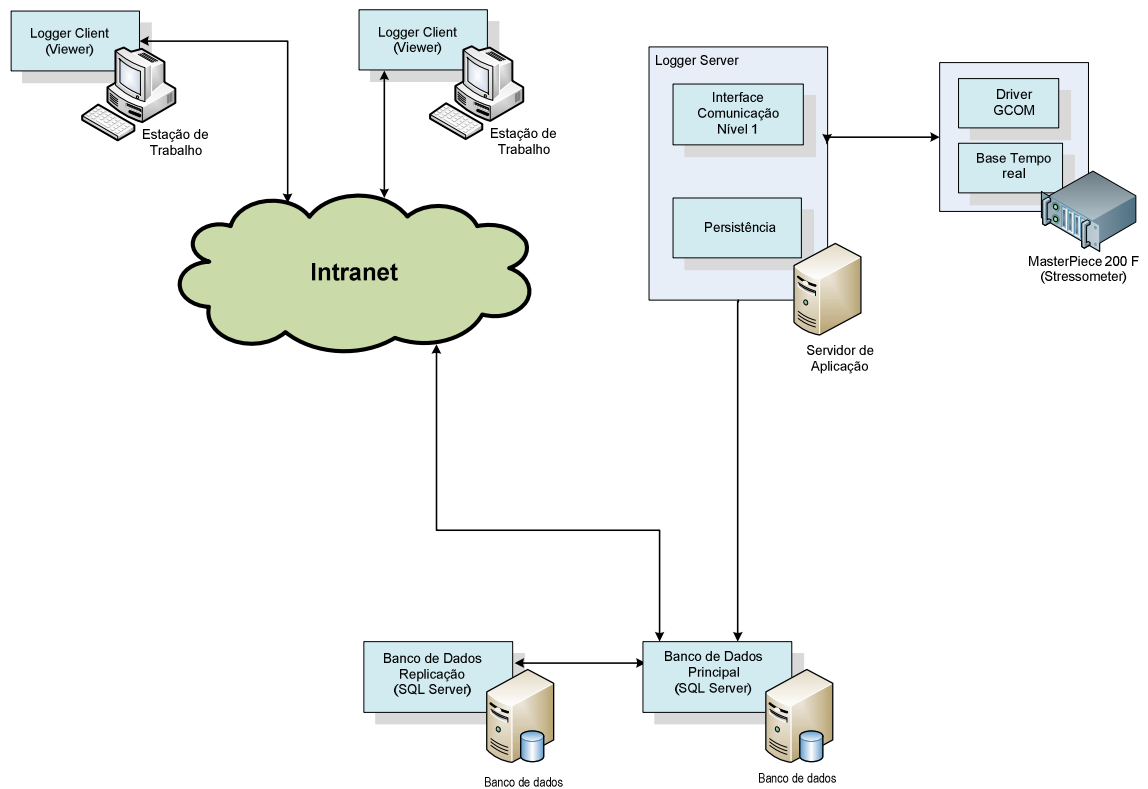 Logger Client
(Viewer)
Estação de
Trabalho
Logger Client
(Viewer)
Estação de
Trabalho
Intranet
Logger Server
Interface
Comunicação
Nível 1
Persistência
Servidor de
Aplicação
Driver
GCOM
Base Tempo
real
MasterPiece 200 F
(Stressometer)
Banco de Dados
Replicação
(SQL Server)
Banco de dados
Banco de Dados
Principal
(SQL Server)
Banco de dados